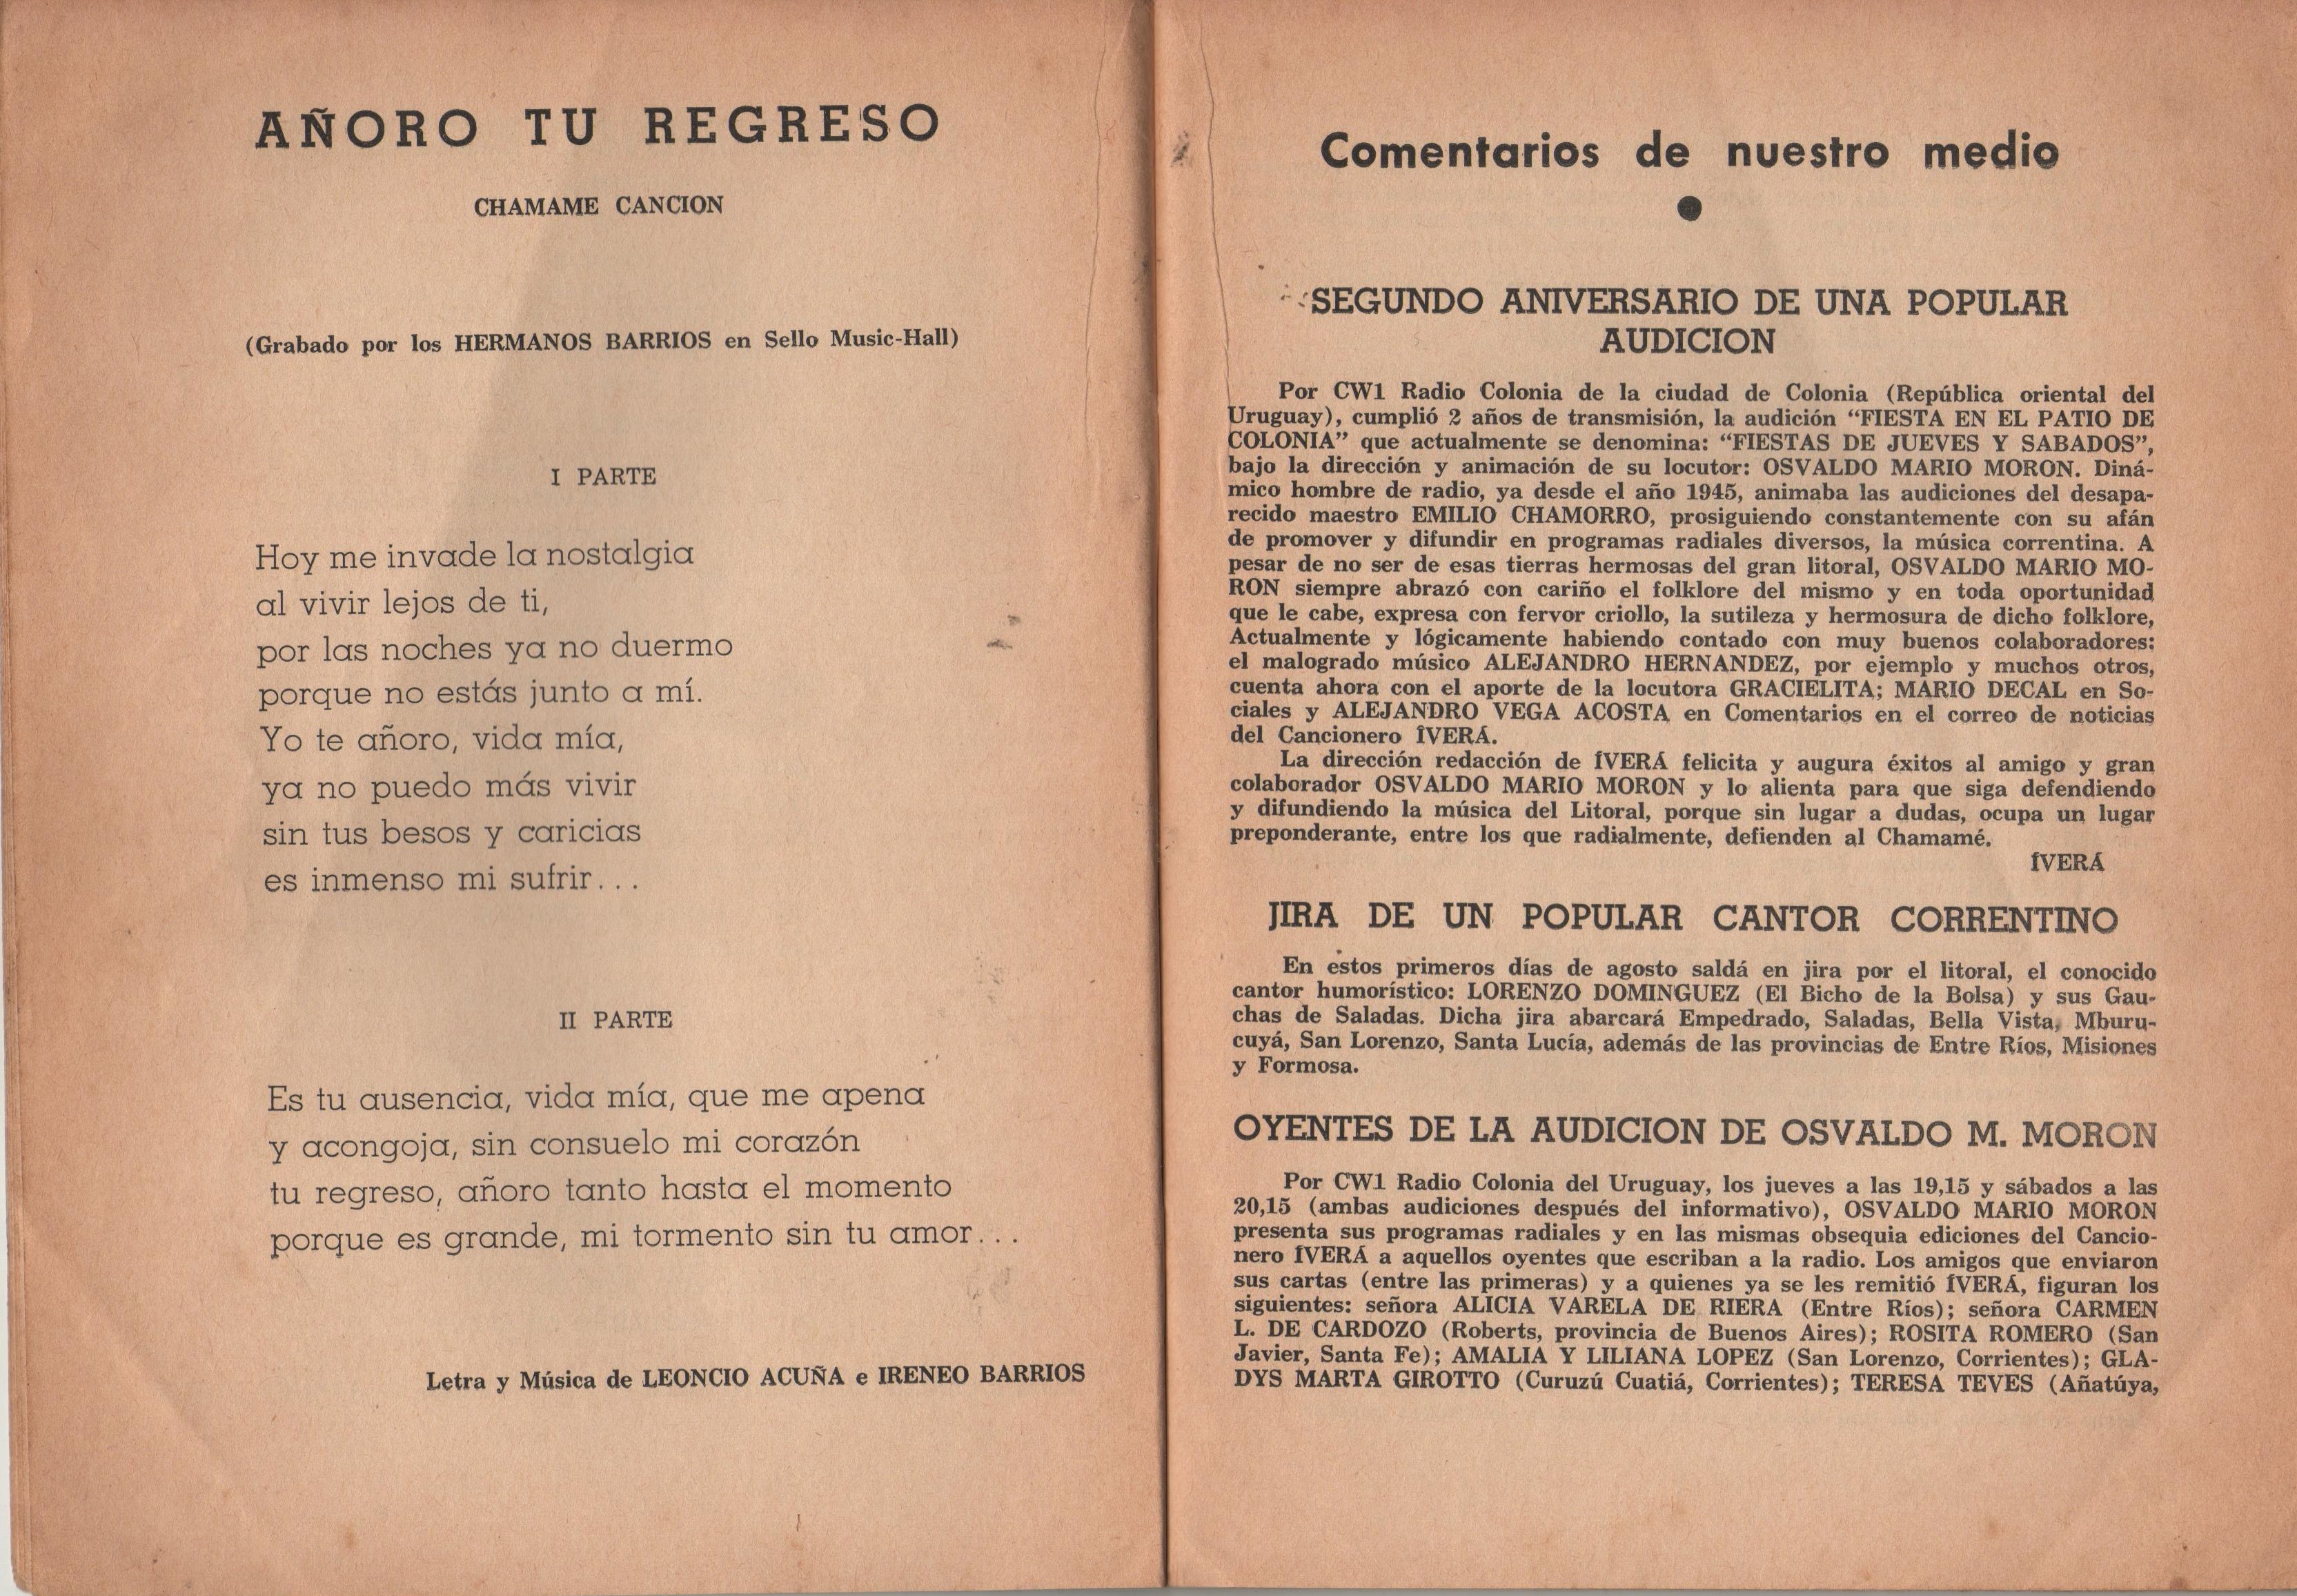 AÑORO TU REGRESO
CHAMAME CANCION
(Grabado por los HERMANOS BARRIOS en Sello Music-Hall)
I PARTE
Hoy me invade la nostalgia
al vivir lejos de ti,
por las noches ya no duermo
porque no estás junto a mí.
Yo te añoro, vida mía,
ya no puedo más vivir
sin tus besos y caricias
es inmenso mi sufrir...
II PARTE
Es tu ausencia, vida mía, que me apena
y acongoja, sin consuelo mi corazón
tu regreso, añoro tanto hasta el momento
porque es grande, mi tormento sin tu amor...
Letra y Música de LEONCIO ACUÑA e IRENEO BARRIOS
Comentarios de nuestro medio
SEGUNDO ANIVERSARIO DE UNA POPULAR
AUDICION
Por CW1 Radio Colonia de la ciudad de Colonia (República oriental del
Uruguay), cumplió 2 años de transmisión, la audición "FIESTA EN EL PATIO DE
COLONIA" que actualmente se denomina: "FIESTAS DE JUEVES Y SABADOS",
bajo la dirección y animación de su locutor: OSVALDO MARIO MORON. Diná-
mico hombre de radio, ya desde el año 1945, animaba las audiciones del desapa-
recido maestro EMILIO CHAMORRO, prosiguiendo constantemente con su afán
de promover y difundir en programas radiales diversos, la música correntina. A
pesar de no ser de esas tierras hermosas del gran litoral, OSVALDO MARIO MO-
RON siempre abrazó con cariño el folklore del mismo y en toda oportunidad
que le cabe, expresa con fervor criollo, la sutileza y hermosura de dicho folklore,
Actualmente y lógicamente habiendo contado con muy buenos colaboradores:
el malogrado músico ALEJANDRO HERNANDEZ, por ejemplo y muchos otros,
cuenta ahora con el aporte de la locutora GRACIELITA; MARIO DECAL en So-
ciales y ALEJANDRO VEGA ACOSTA en Comentarios en el correo de noticias
del Cancionero ÍVERÁ.
La dirección redacción de ÍVERÁ felicita y augura éxitos al amigo y gran
colaborador OSVALDO MARIO MORON y lo alienta para que siga defendiendo
y difundiendo la música del Litoral, porque sin lugar a dudas, ocupa un lugar
preponderante, entre los que radialmente, defienden al Chamamé.
ÍVERÁ
JIRA DE UN POPULAR CANTOR CORRENTINO
En estos primeros días de agosto saldá en jira por el litoral, el conocido
cantor humorístico: LORENZO DOMINGUEZ (El Bicho de la Bolsa) y sus Gau-
chas de Saladas. Dicha jira abarcará Empedrado, Saladas, Bella Vista, Mburu-
cuyá, San Lorenzo, Santa Lucía, además de las provincias de Entre Ríos, Misiones
y Formosa.
OYENTES DE LA AUDICION DE OSVALDO M. MORON
Por CW1 Radio Colonia del Uruguay, los jueves a las 19,15 y sábados a las
20,15 (ambas audiciones después del informativo), OSVALDO MARIO MORON
presenta sus programas radiales y en las mismas obsequia ediciones del Cancio-
nero ÍVERÁ a aquellos oyentes que escriban a la radio. Los amigos que enviaron
sus cartas (entre las primeras) y a quienes ya se les remitió ÍVERÁ, figuran los
siguientes: señora ALICIA VARELA DE RIERA (Entre Ríos); señora CARMEN
L. DE CARDOZO (Roberts, provincia de Buenos Aires); ROSITA ROMERO (San
Javier, Santa Fe); AMALIA Y LILIANA LOPEZ (San Lorenzo, Corrientes); GLA-
DYS MARTA GIROTTO (Curuzú Cuatiá, Corrientes); TERESA TEVES (Añatúya,